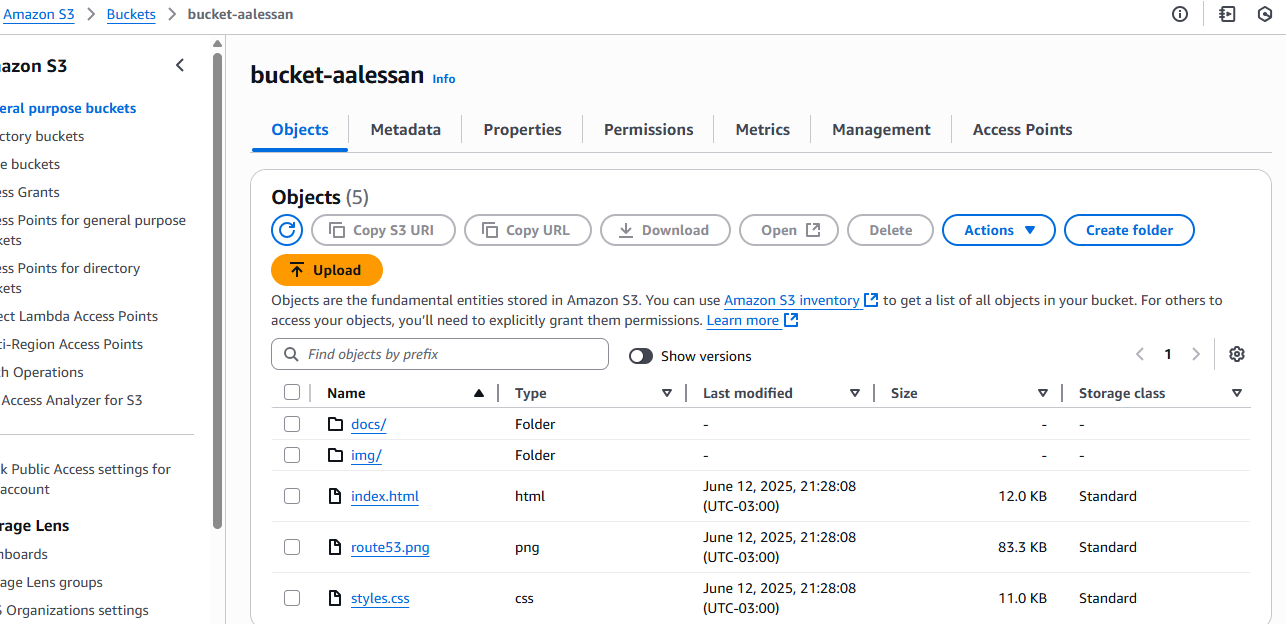 Amazon S3 > Buckets > bucket-aalessan
azon S3
eral purpose buckets
ctory buckets
e buckets
ess Grants
ess Points for general purpose
kets
ess Points for directory
kets
ect Lambda Access Points
ti-Region Access Points
h Operations
Access Analyzer for S3
k Public Access settings for
account
rage Lens
hboards
age Lens groups
S Organizations settings
bucket-aalessan Info
Objects Metadata Properties Permissions Metrics Management Access Points
Objects (5)
Copy S3 URI Copy URL Download Open Delete Actions Create folder
Upload
Objects are the fundamental entities stored in Amazon S3. You can use Amazon S3 inventory to get a list of all objects in your bucket. For others to
access your objects, you'll need to explicitly grant them permissions. Learn more
Find objects by prefix Show versions 1
Name Type Last modified Size Storage class
docs/ Folder - - -
img/ Folder - - -
index.html html June 12, 2025, 21:28:08 12.0 KB Standard
(UTC-03:00)
route53.png png June 12, 2025, 21:28:08 83.3 KB Standard
(UTC-03:00)
styles.css css June 12, 2025, 21:28:08 11.0 KB Standard
(UTC-03:00)